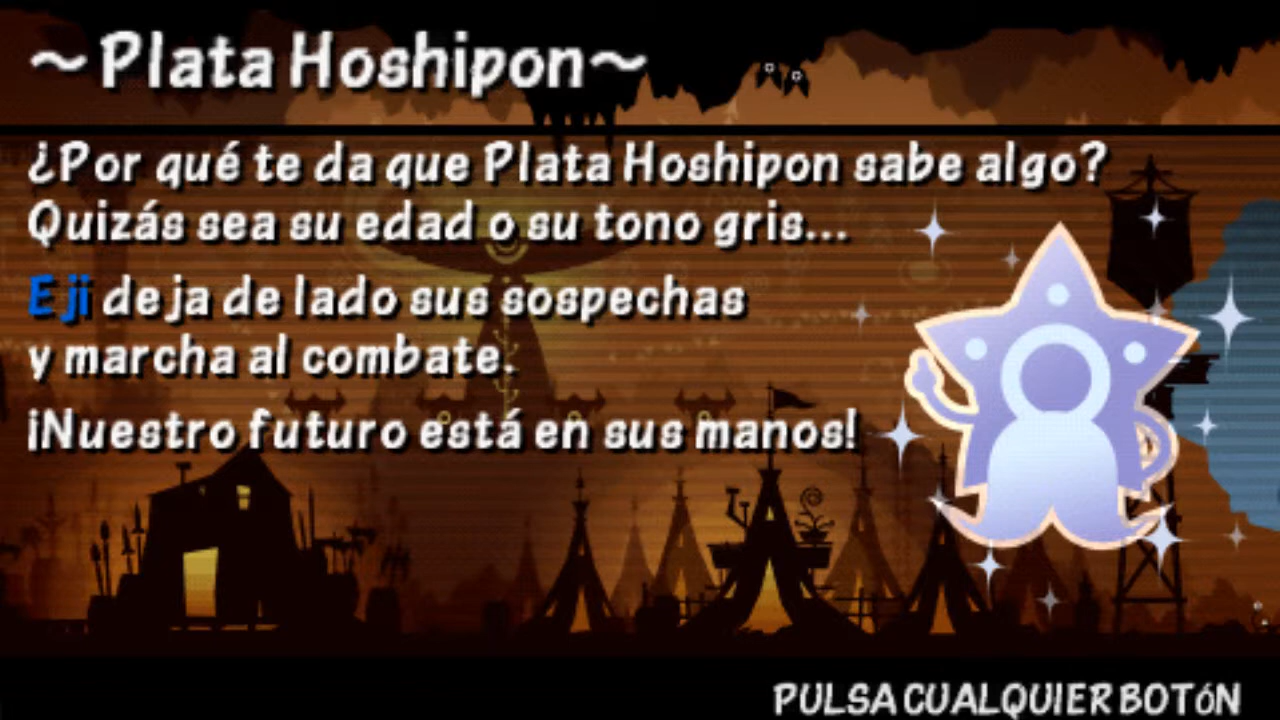 ~Plata Hoshipon~
¿Por qué te da que Plata Hoshipon sabe algo?
Quizás sea su edad o su tono gris...
Eji deja de lado sus sospechas
y marcha al combate.
¡Nuestro futuro está en sus manos!
PULSA CUALQUIER BOTóN